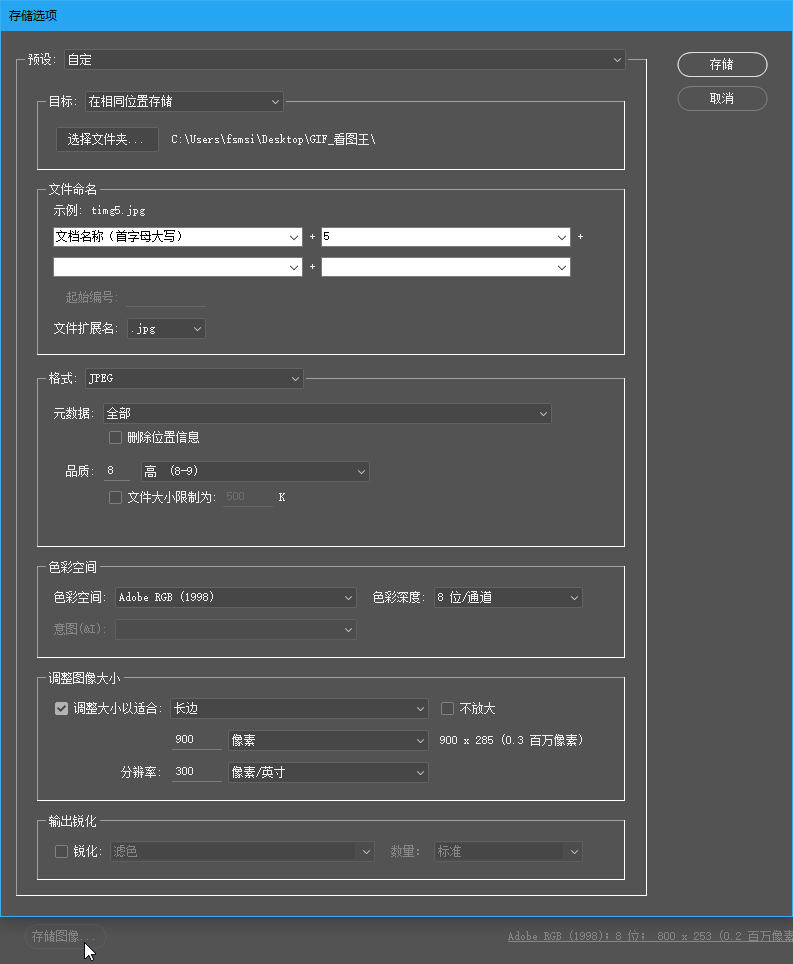 存储选项
预设: 自定
存储
目标: 在相同位置存储
取消
选择文件夹... C:\Users\fsmsi\Desktop\GIF_看图王\
文件命名
示例: timg5.jpg
文档名称（首字母大写） + 5 +
+
起始编号:
文件扩展名: .jpg
格式: JPEG
元数据: 全部
删除位置信息
品质: 8 高 (8-9)
文件大小限制为: 500 K
色彩空间
色彩空间: Adobe RGB (1998) 色彩深度: 8 位/通道
意图(&I):
调整图像大小
调整大小以适合: 长边 不放大
900 像素 900 x 285 (0.3 百万像素)
分辨率: 300 像素/英寸
输出锐化
锐化: 滤色 数量: 标准
存储图像... Adobe RGB (1998); 8 位; 800 x 253 (0.2 百万像素